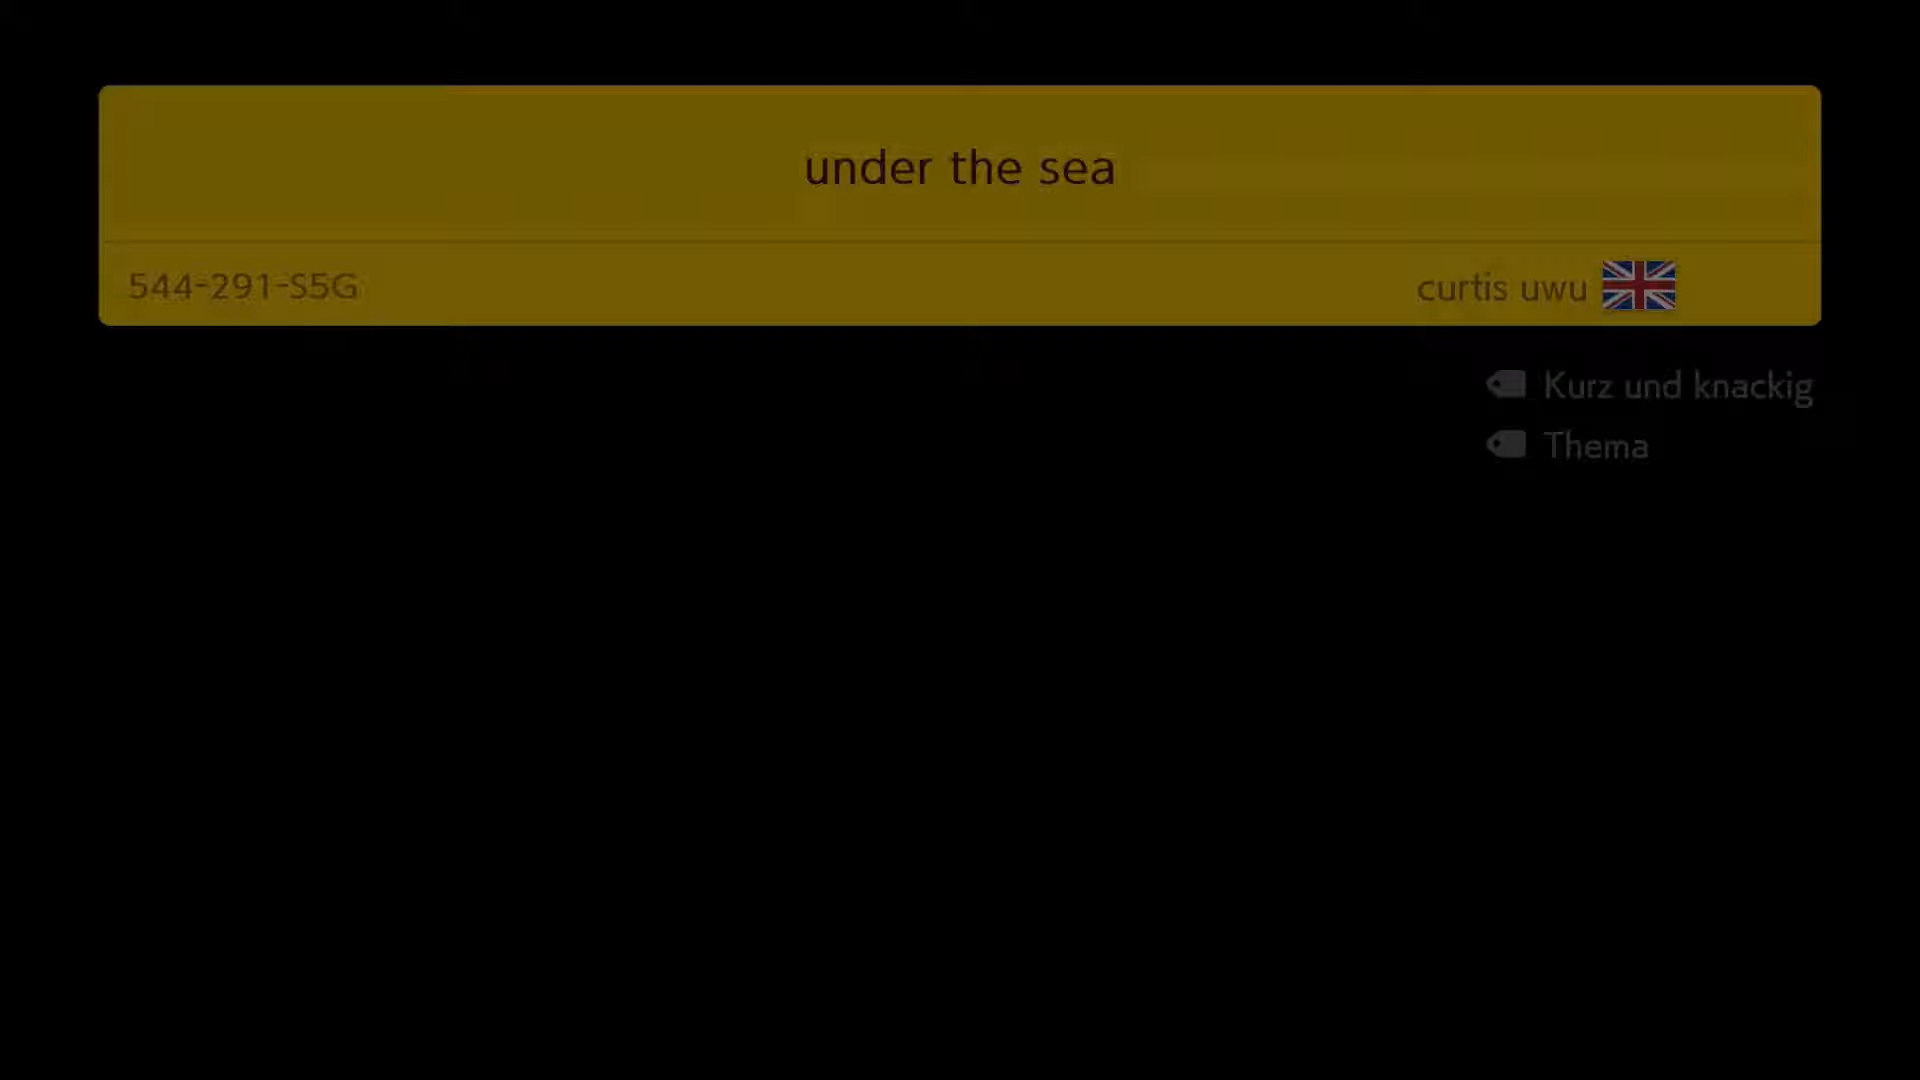 under the sea
544-291-S5G
curtis uwu
Kurz und knackig
Thema